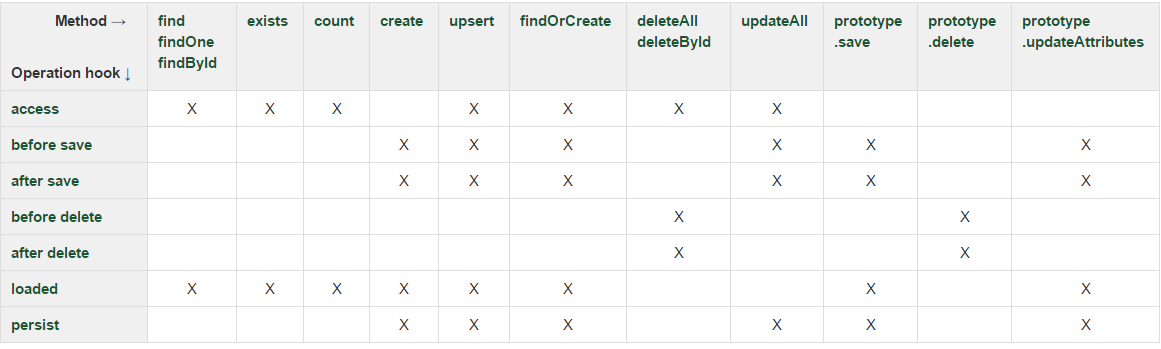 Method → find exists count create upsert findOrCreate deleteAll updateAll prototype prototype prototype
findOne deleteById .save .delete .updateAttributes
findById
Operation hook ↓
access X X X X X X X
before save X X X X X X
after save X X X X X X
before delete X X
after delete X X
loaded X X X X X X X X
persist X X X X X X